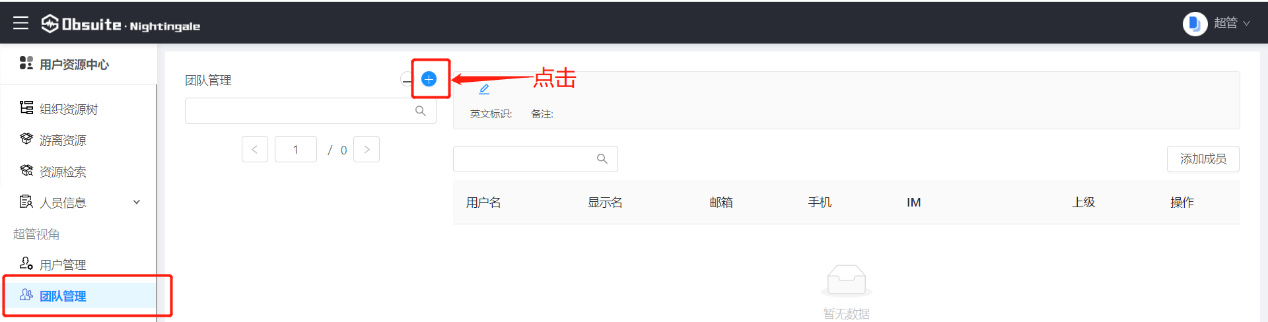 Obsuite · Nightingale
超管
用户资源中心
组织资源树
游离资源
资源检索
人员信息
超管视角
用户管理
团队管理
团队管理
点击
1 / 0
英文标识: 备注:
添加成员
用户名 显示名 邮箱 手机 IM 上级 操作
暂无数据